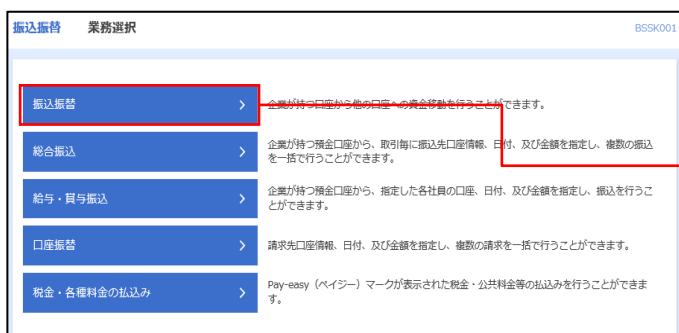 振込振替 業務選択 BSSK001
振込振替 企業が持つ口座から他の口座への資金移動を行うことができます。
総合振込 企業が持つ預金口座から、取引毎に振込先口座情報、日付、及び金額を指定し、複数の振込
を一括で行うことができます。
給与・賞与振込 企業が持つ預金口座から、指定した各社員の口座、日付、及び金額を指定し、振込を行うこ
とができます。
口座振替 請求先口座情報、日付、及び金額を指定し、複数の請求を一括で行うことができます。
税金・各種料金の払込み Pay-easy（ペイジー）マークが表示された税金・公共料金等の払込みを行うことができま
す。